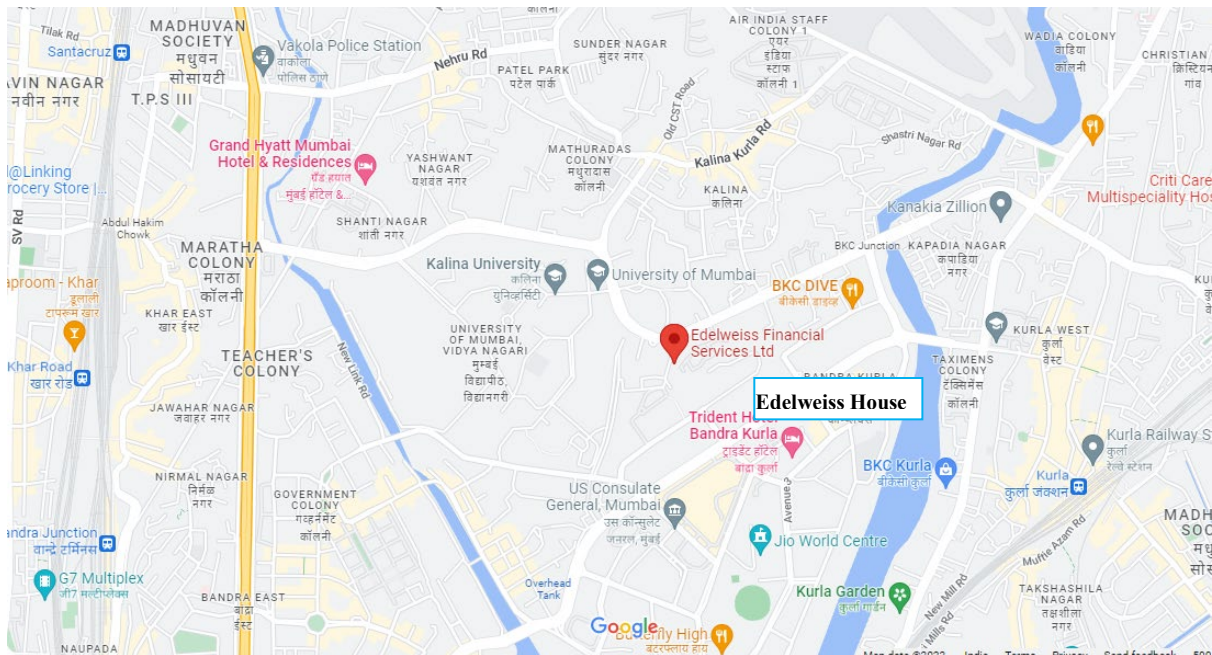 Tilak Rd
Santacruz
MADHUVAN
SOCIETY
मधुवन
सोसायटी
Vakola Police Station
वाकोला
पोलिस ठाणे
कॉलनी
Nehru Rd
SUNDER NAGAR
सुंदर नगर
PATEL PARK
पटेल पार्क
AIR INDIA STAFF
COLONY 1
एयर
इंडिया
स्टाफ
कॉलनी 1
WADIA COLONY
वाडिया
कॉलनी
CHRISTIAN
क्रिस्टियन
गांव
AVIN NAGAR
नवीन नगर
T.P.S III
Old CST Road
Kalina Kurla Rd
Shastri Nagar Rd
Grand Hyatt Mumbai
Hotel & Residences
ग्रँड हयात
मुंबई हॉटेल &...
YASHWANT
NAGAR
यशवंत नगर
MATHURADAS
COLONY
मथुरादास
कॉलनी
KALINA
कलिना
@Linking
rocery Store |...
SV Rd
Abdul Hakim
Chowk
SHANTI NAGAR
शांती नगर
Kanakia Zillion
Criti Care
Multispeciality Hos
MARATHA
COLONY
मराठा
कॉलनी
BKC Junction
KAPADIA NAGAR
कपाडिया
नगर
Kalina University
कलिना
युनिव्हर्सिटी
University of Mumbai
BKC DIVE
बीकेसी डाइव्ह
aproom - Khar
डूलाली
टापरूम खार
KHAR EAST
खार ईस्ट
UNIVERSITY
OF MUMBAI,
VIDYA NAGARI
मुम्बई
विद्यापीठ,
विद्यानगरी
Edelweiss Financial
Services Ltd
KURLA WEST
कुर्ला
वेस्ट
TEACHER'S
COLONY
New Link Rd
Khar Road
खार रोड
TAXIMENS
COLONY
टॅक्सिमेंस
कॉलनी
BANDRA KURLA
Edelweiss House
JAWAHAR NAGAR
जवाहर नगर
Trident Hotel
Bandra Kurla
ट्राइडेंट हॉटेल
बांद्रा कुर्ला
Kurla Railway S
कुर्ला
रेल्वे स्टेशन
BKC Kurla
बीकेसी कुर्ला
Kurla
कुर्ला जंक्शन
NIRMAL NAGAR
निर्मल
नगर
GOVERNMENT
COLONY
गव्हर्नमेंट
कॉलनी
US Consulate
General, Mumbai
उस कॉन्सुलेट
जनरल, मुंबई
Avenue 3
Jio World Centre
andra Junction
वान्द्रे टर्मिनस
Muffie Azam Rd
G7 Multiplex
जी7 मल्टीप्लेक्स
BANDRA EAST
बांद्रा
ईस्ट
Overhead
Tank
Kurla Garden
कुर्ला गार्डन
New Mill Rd
Mills Rd
TAKSHASHILA
NAGAR
तक्षशीला
नगर
NAUPADA
Google
Butterfly High
बटरफ्लाय हाय